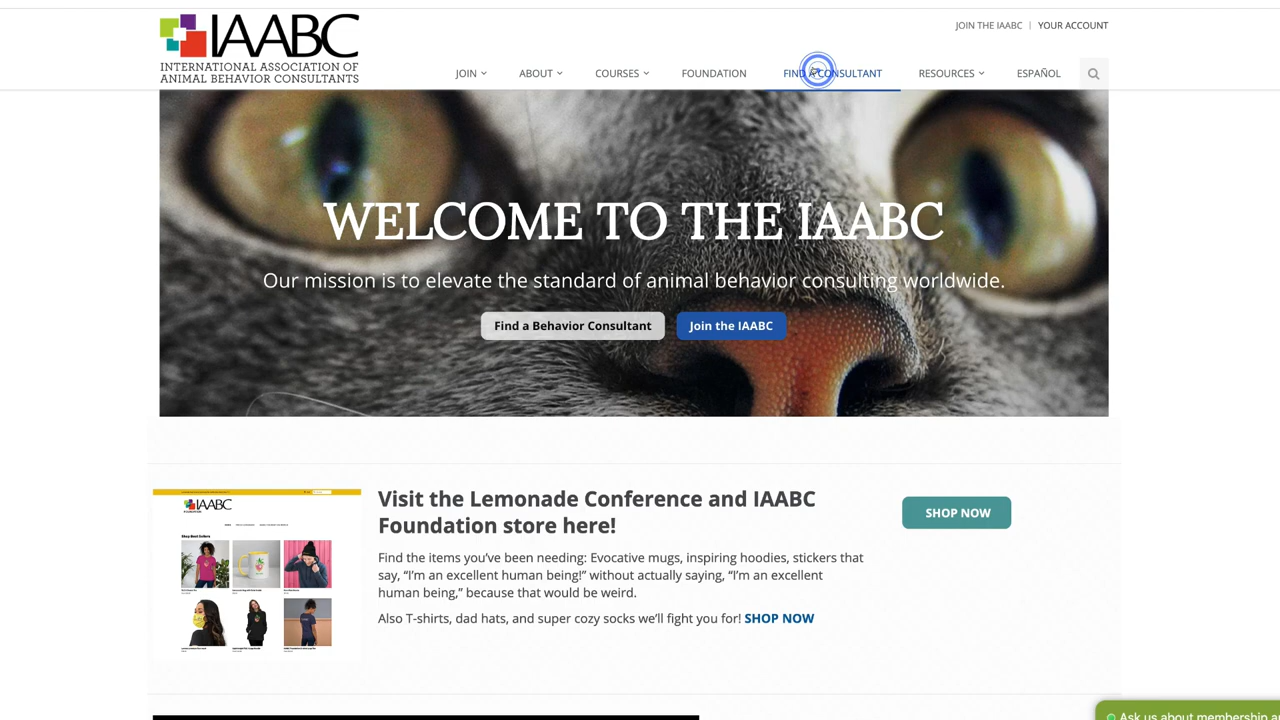 IAABC
INTERNATIONAL ASSOCIATION OF
ANIMAL BEHAVIOR CONSULTANTS
JOIN THE IAABC | YOUR ACCOUNT
JOIN ABOUT COURSES FOUNDATION FIND A CONSULTANT RESOURCES ESPAÑOL
WELCOME TO THE IAABC
Our mission is to elevate the standard of animal behavior consulting worldwide.
Find a Behavior Consultant Join the IAABC
IAABC
Visit the Lemonade Conference and IAABC
Foundation store here!
SHOP NOW
Find the items you've been needing: Evocative mugs, inspiring hoodies, stickers that
say, “I'm an excellent human being!” without actually saying, “I'm an excellent
human being,” because that would be weird.
Also T-shirts, dad hats, and super cozy socks we'll fight you for! SHOP NOW
Ask us about membership a